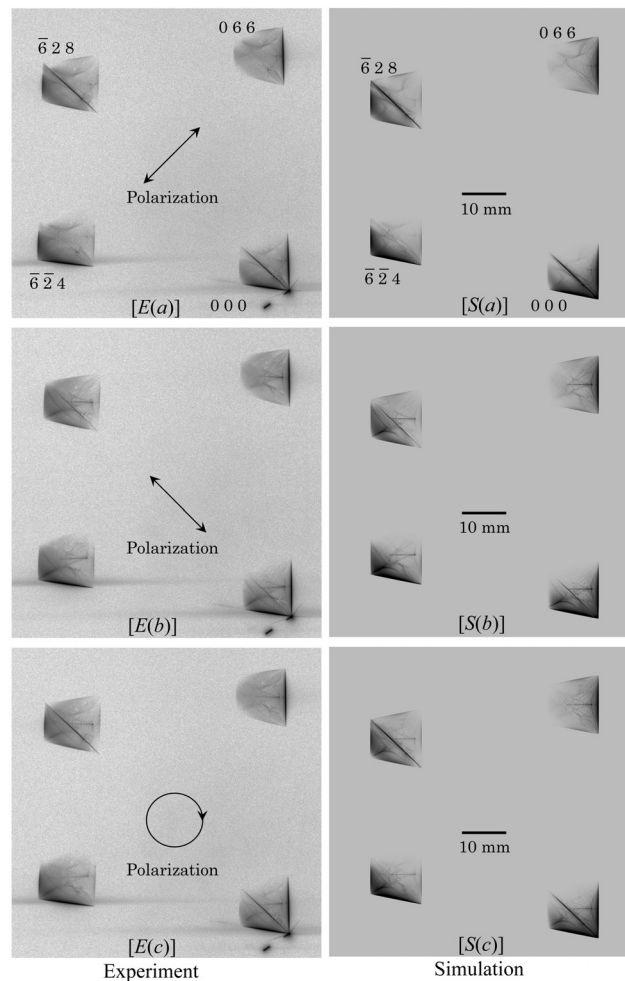 0 6 6
6̅ 2 8
Polarization
6̅ 2̅ 4
0 0 0
[E(a)]
0 6 6
6̅ 2 8
10 mm
6̅ 2̅ 4
0 0 0
[S(a)]
Polarization
[E(b)]
10 mm
[S(b)]
Polarization
[E(c)]
10 mm
[S(c)]
Experiment
Simulation